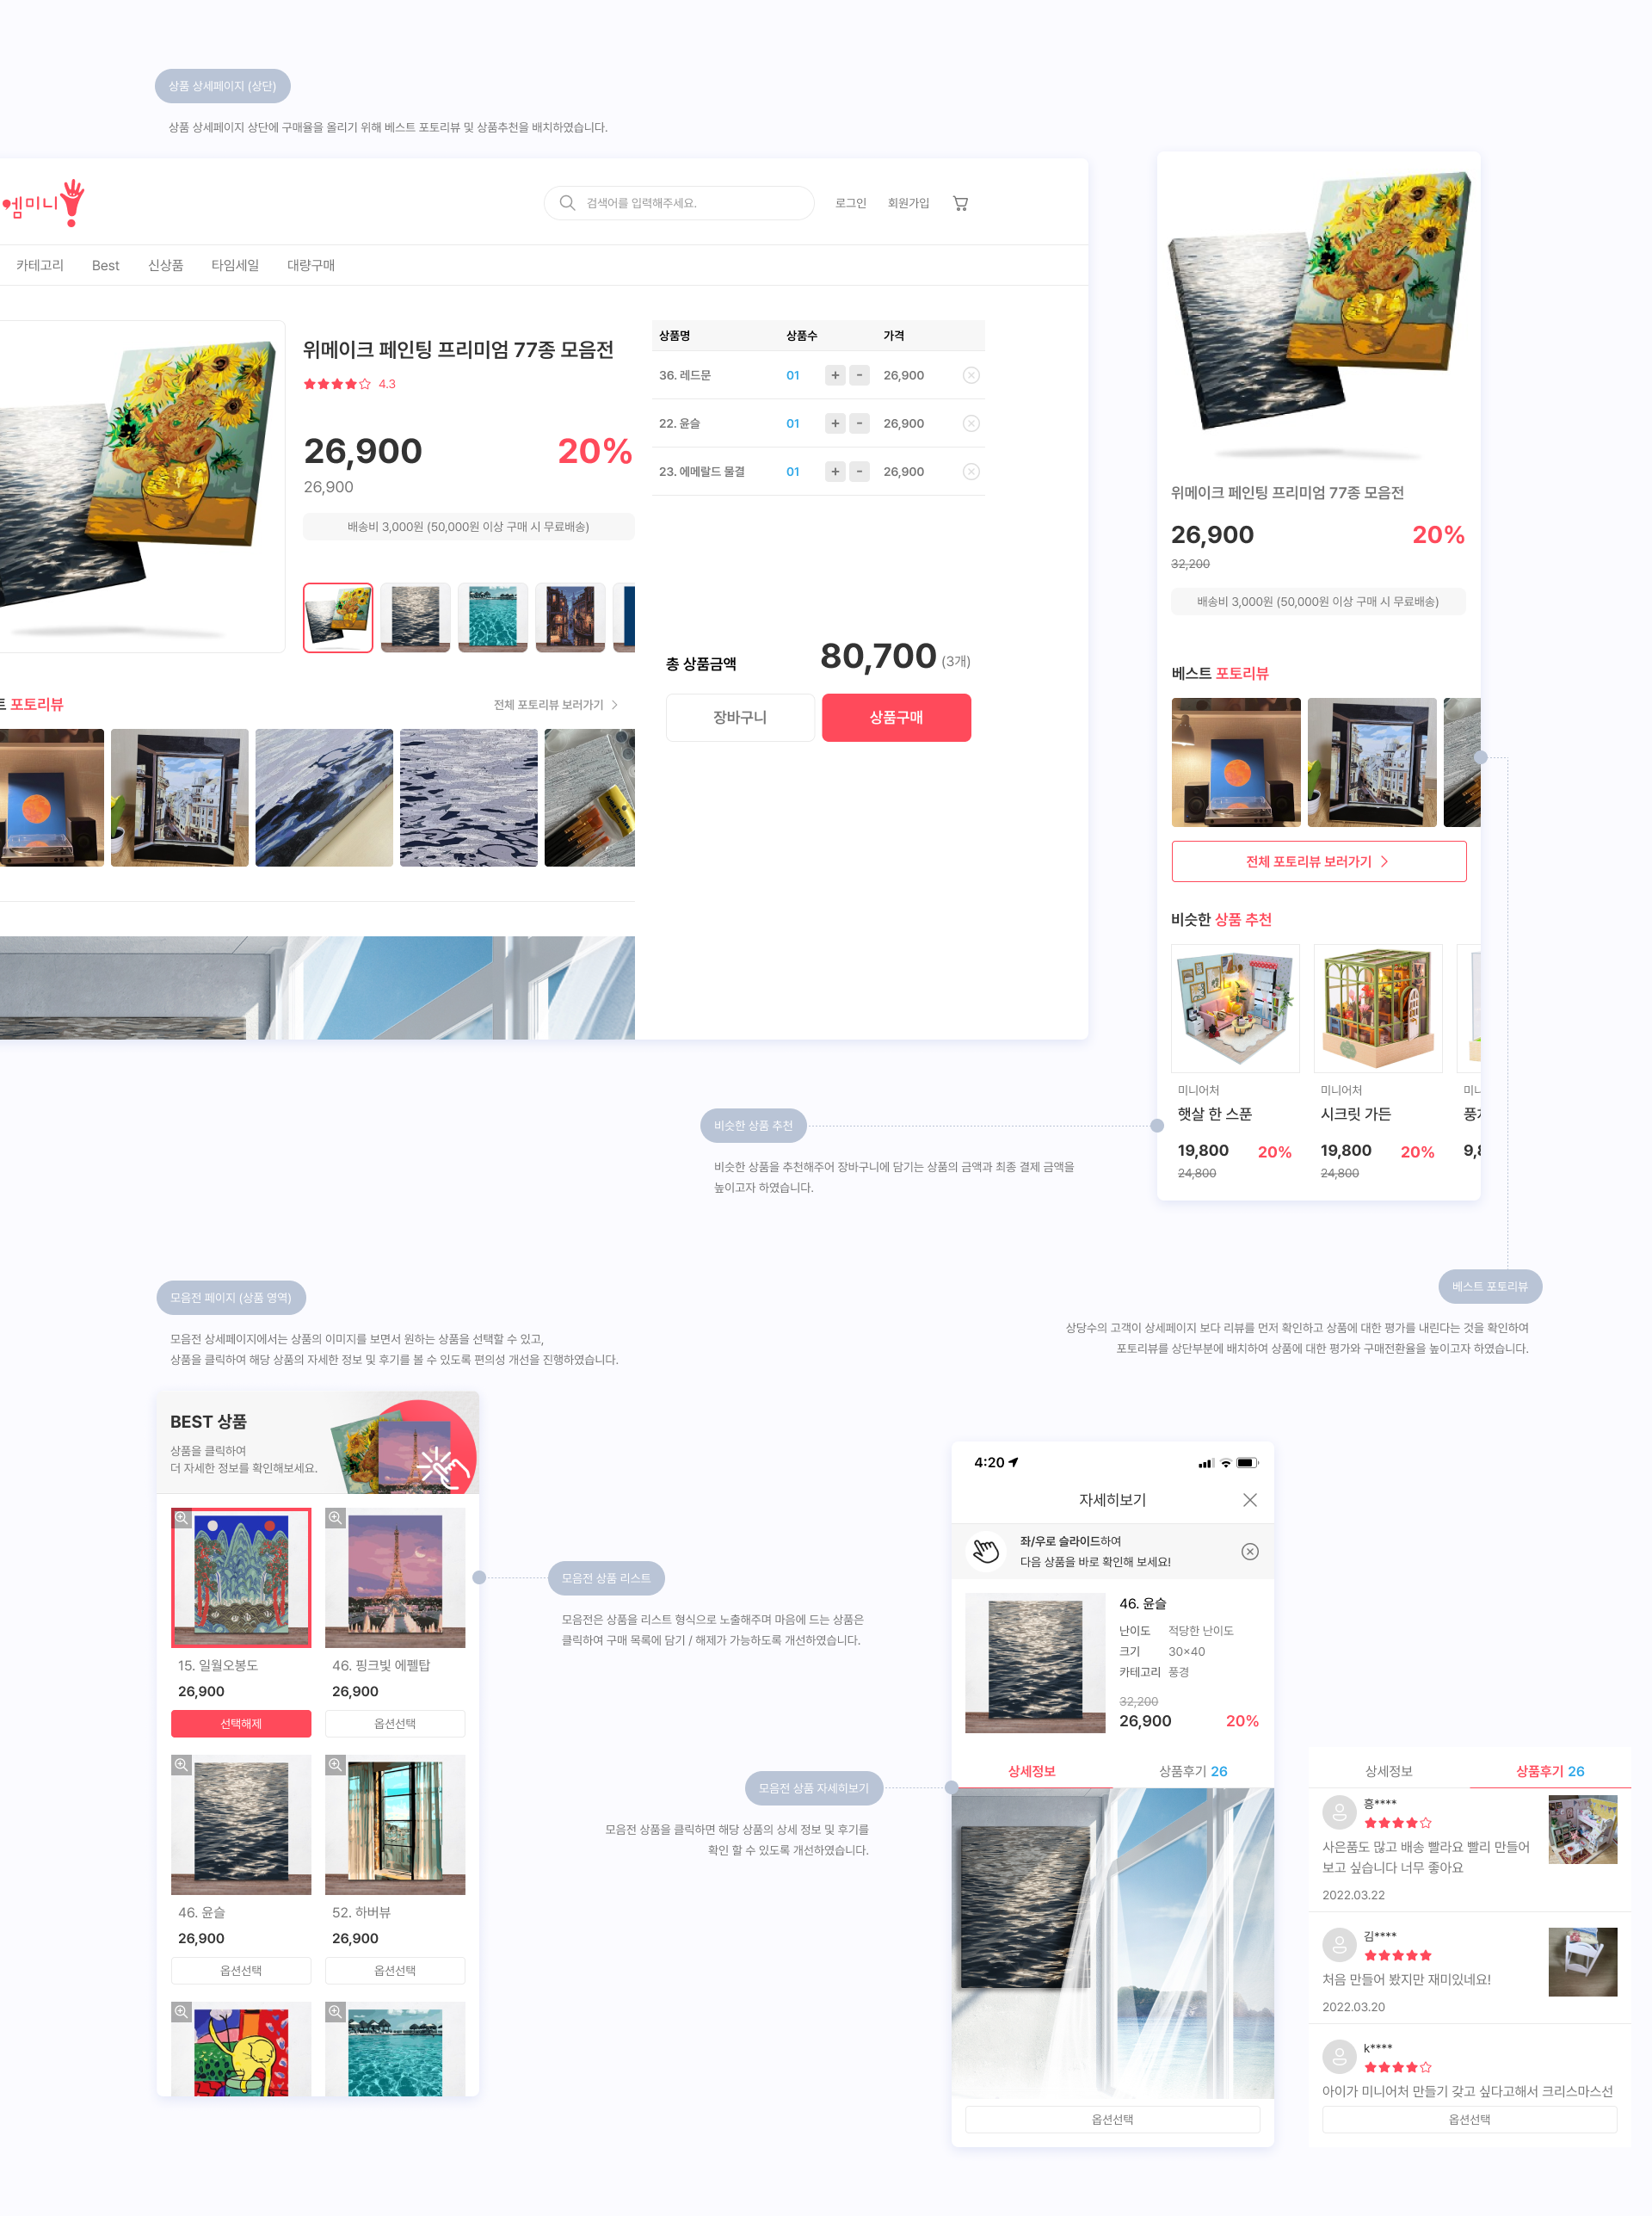 상품 상세페이지 (상단)
상품 상세페이지 상단에 구매율을 올리기 위해 베스트 포토리뷰 및 상품추천을 배치하였습니다.
엠미니
검색어를 입력해주세요.
로그인
회원가입
카테고리
Best
신상품
타임세일
대량구매
위메이크 페인팅 프리미엄 77종 모음전
4.3
26,900
20%
26,900
배송비 3,000원 (50,000원 이상 구매 시 무료배송)
상품명 상품수 가격
36. 레드문 01 + - 26,900
22. 윤슬 01 + - 26,900
23. 에메랄드 물결 01 + - 26,900
총 상품금액 80,700 (3개)
장바구니
상품구매
트 포토리뷰
전체 포토리뷰 보러가기
위메이크 페인팅 프리미엄 77종 모음전
26,900
20%
32,200
배송비 3,000원 (50,000원 이상 구매 시 무료배송)
베스트 포토리뷰
전체 포토리뷰 보러가기
비슷한 상품 추천
미니어처
햇살 한 스푼
19,800
20%
24,800
미니어처
시크릿 가든
19,800
20%
24,800
비슷한 상품 추천
비슷한 상품을 추천해주어 장바구니에 담기는 상품의 금액과 최종 결제 금액을
높이고자 하였습니다.
베스트 포토리뷰
상당수의 고객이 상세페이지 보다 리뷰를 먼저 확인하고 상품에 대한 평가를 내린다는 것을 확인하여
포토리뷰를 상단부분에 배치하여 상품에 대한 평가와 구매전환율을 높이고자 하였습니다.
모음전 페이지 (상품 영역)
모음전 상세페이지에서는 상품의 이미지를 보면서 원하는 상품을 선택할 수 있고,
상품을 클릭하여 해당 상품의 자세한 정보 및 후기를 볼 수 있도록 편의성 개선을 진행하였습니다.
BEST 상품
상품을 클릭하여
더 자세한 정보를 확인해보세요.
15. 일월오봉도
26,900
선택해제
46. 핑크빛 에펠탑
26,900
옵션선택
46. 윤슬
26,900
옵션선택
52. 하버뷰
26,900
옵션선택
모음전 상품 리스트
모음전은 상품을 리스트 형식으로 노출해주며 마음에 드는 상품은
클릭하여 구매 목록에 담기 / 해제가 가능하도록 개선하였습니다.
모음전 상품 자세히보기
모음전 상품을 클릭하면 해당 상품의 상세 정보 및 후기를
확인 할 수 있도록 개선하였습니다.
4:20
자세히보기
좌/우로 슬라이드하여
다음 상품을 바로 확인해 보세요!
46. 윤슬
난이도 적당한 난이도
크기 30×40
카테고리 풍경
32,200
26,900
20%
상세정보
상품후기 26
옵션선택
상세정보
상품후기 26
흥****
사은품도 많고 배송 빨라요 빨리 만들어
보고 싶습니다 너무 좋아요
2022.03.22
김****
처음 만들어 봤지만 재미있네요!
2022.03.20
k****
아이가 미니어처 만들기 갖고 싶다고해서 크리스마스선
옵션선택